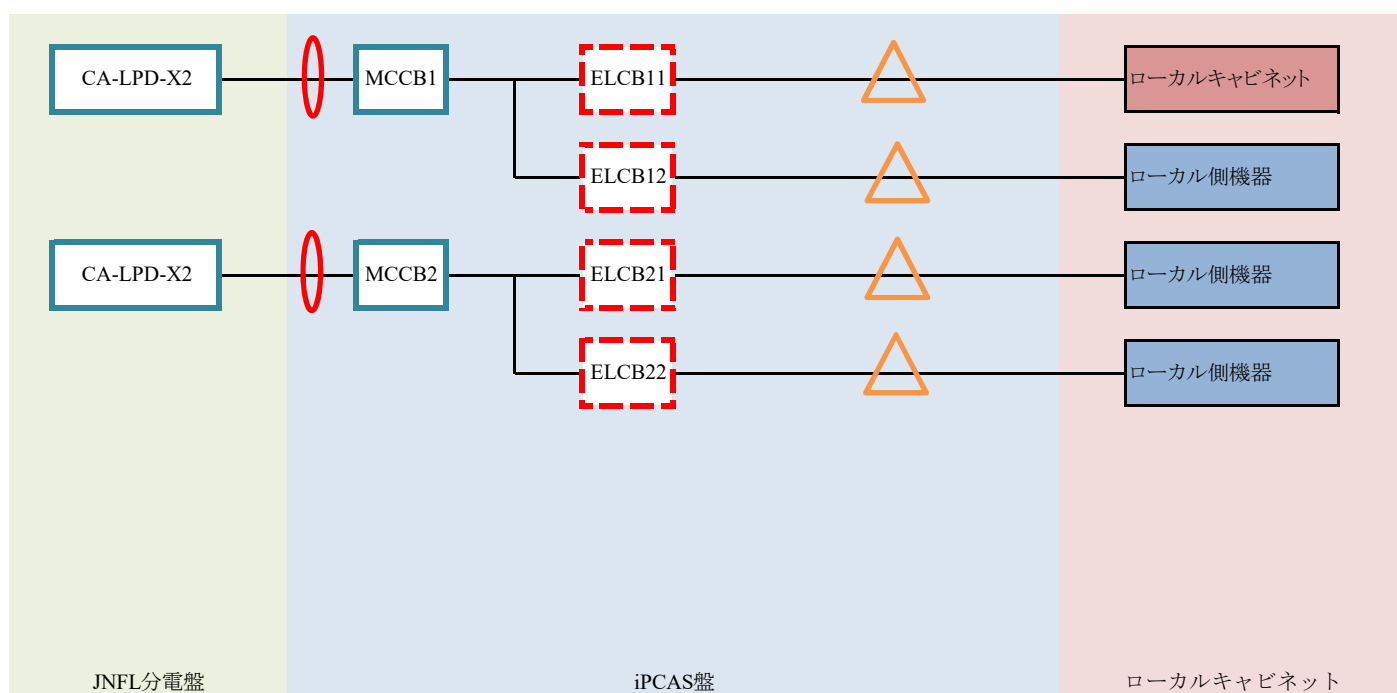 CA-LPD-X2
MCCB1
ELCB11
ローカルキャビネット
ELCB12
ローカル側機器
CA-LPD-X2
MCCB2
ELCB21
ローカル側機器
ELCB22
ローカル側機器
JNFL分電盤
iPCAS盤
ローカルキャビネット